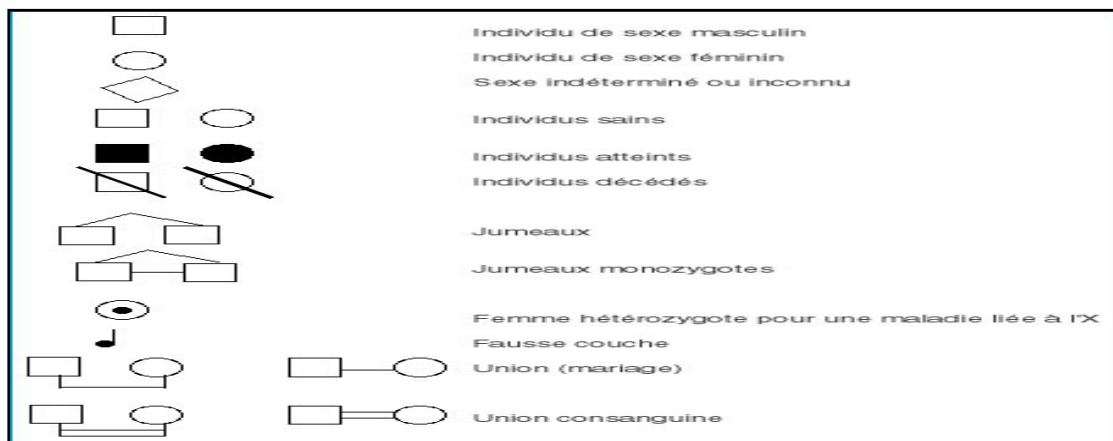 Individu de sexe masculin
Individu de sexe féminin
Sexe indéterminé ou inconnu
Individus sains
Individus atteints
Individus décédés
Jumeaux
Jumeaux monozygotes
Femme hétérozygote pour une maladie liée à l'X
Fausse couche
Union (mariage)
Union consanguine